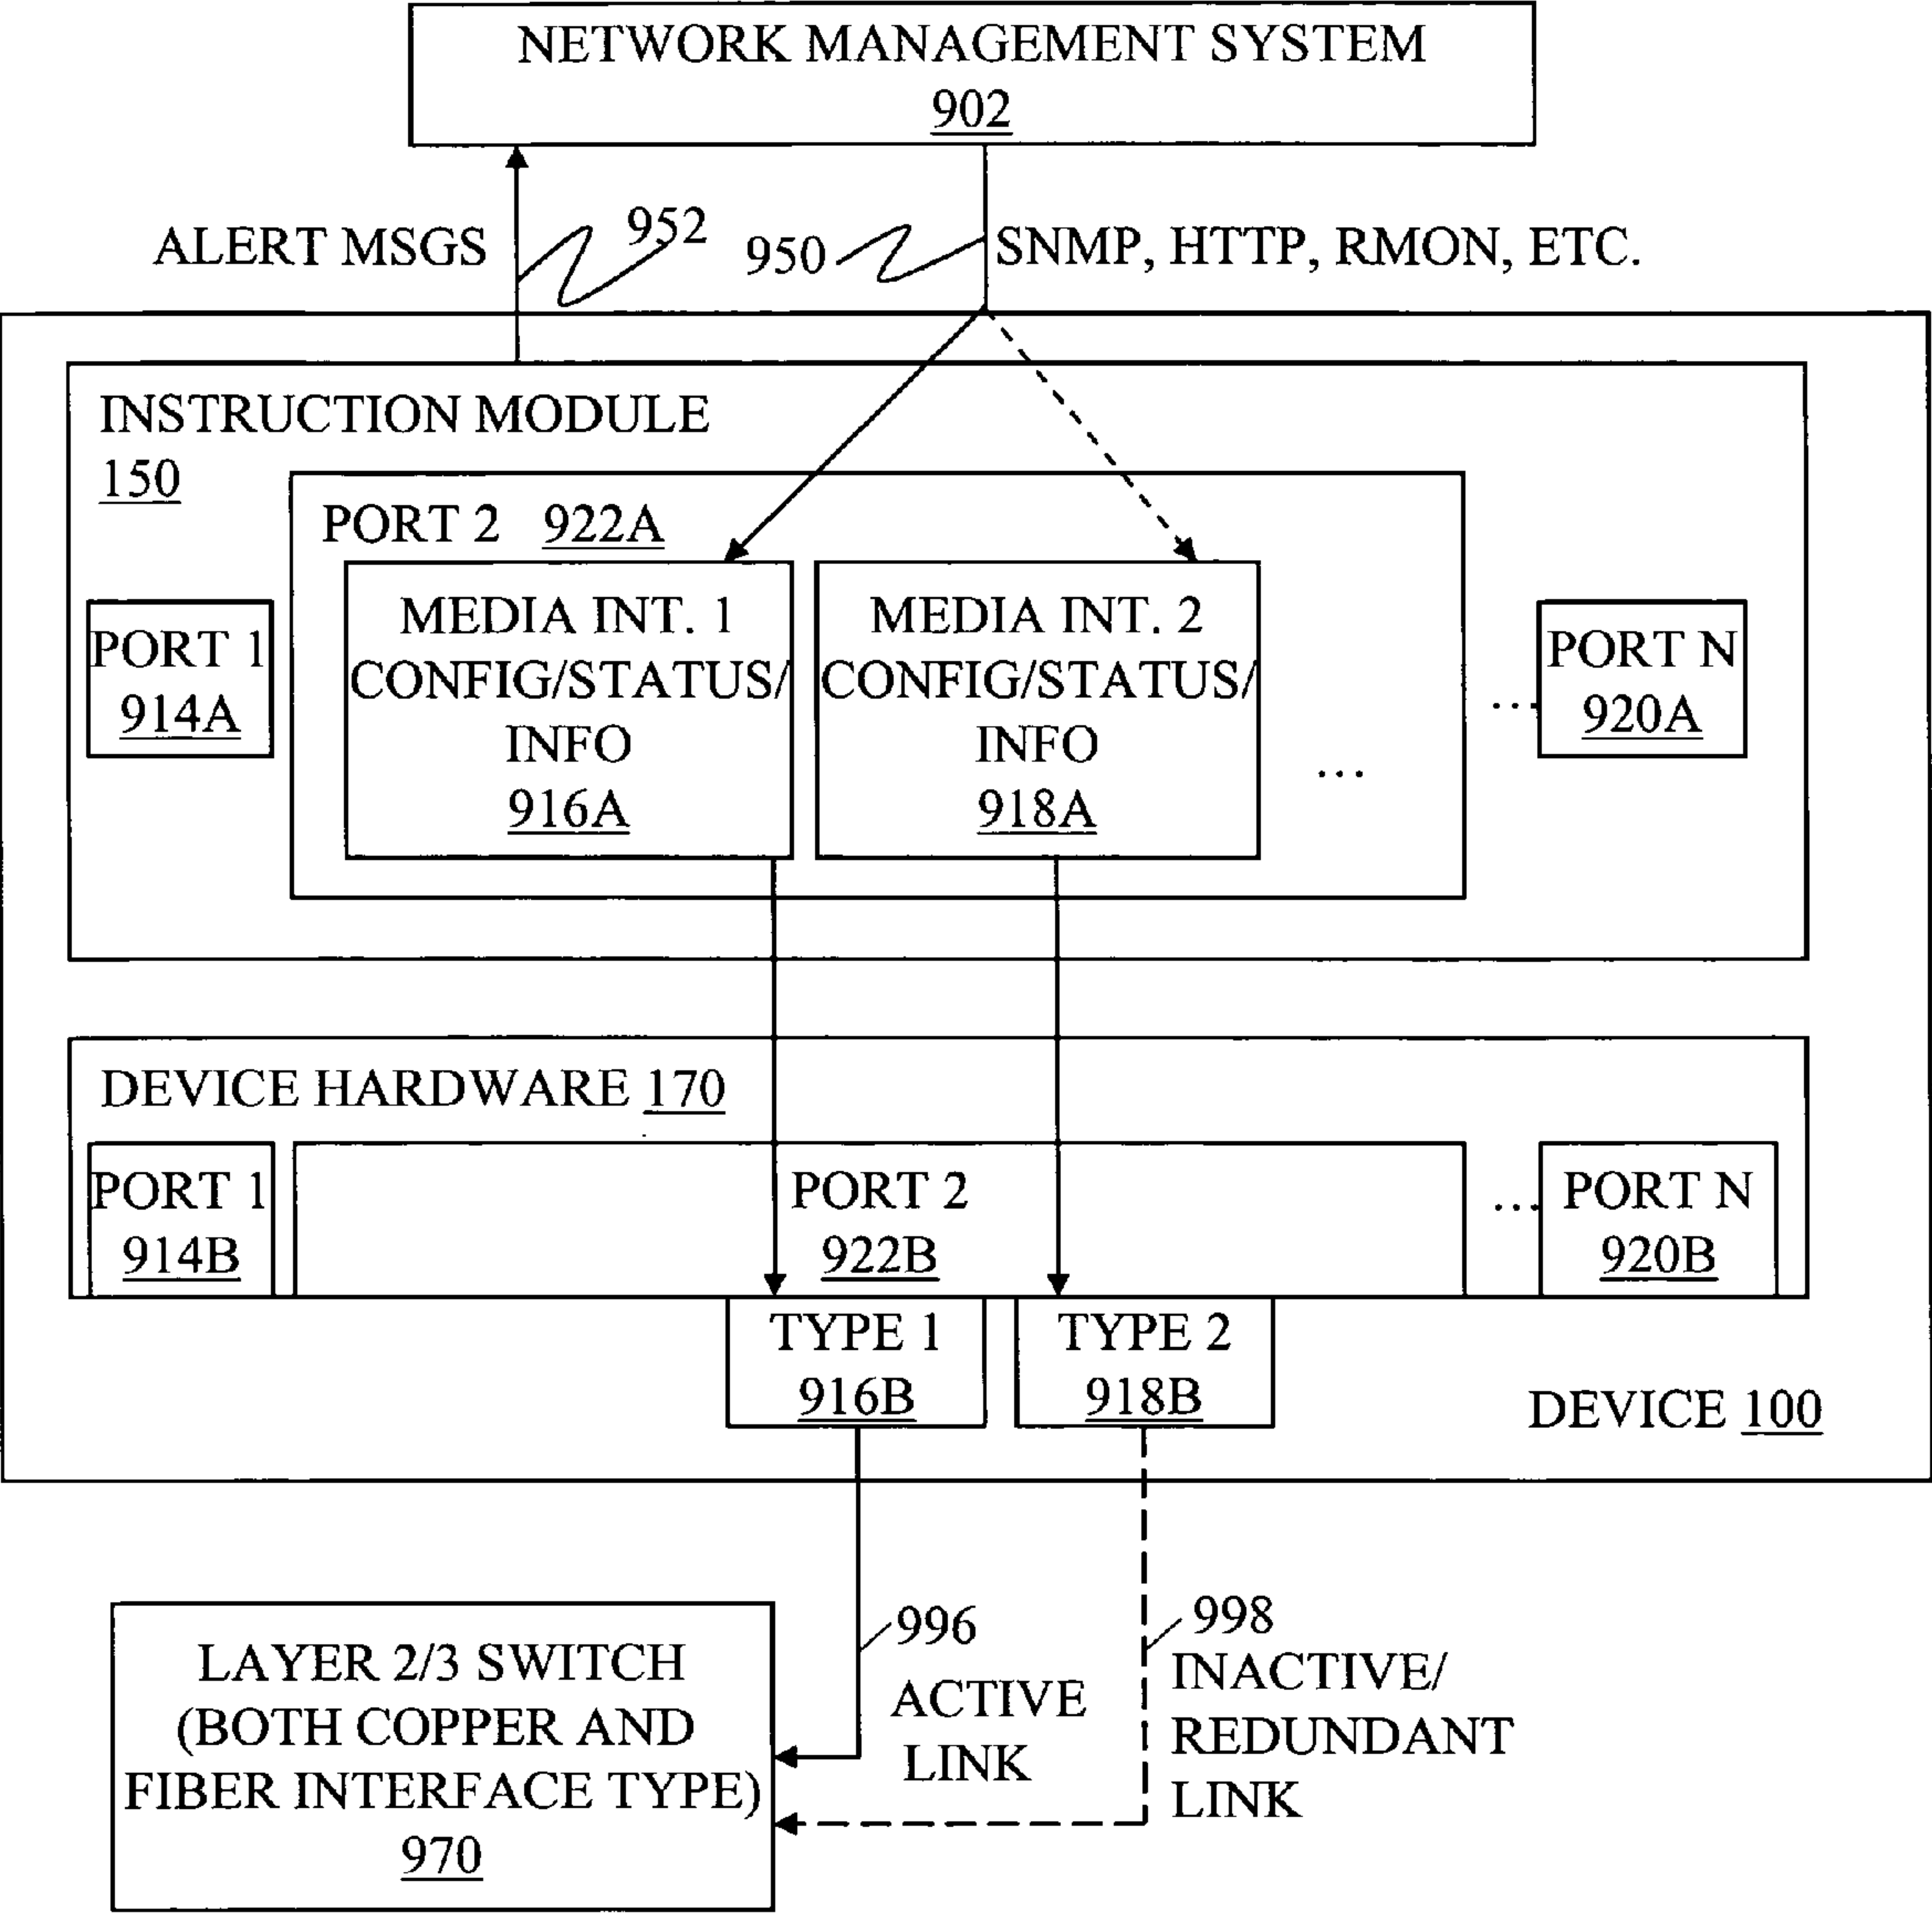 NETWORK MANAGEMENT SYSTEM
902
ALERT MSGS
952
950
SNMP, HTTP, RMON, ETC.
INSTRUCTION MODULE
150
PORT 2 922A
PORT 1
914A
MEDIA INT. 1
CONFIG/STATUS/
INFO
916A
MEDIA INT. 2
CONFIG/STATUS/
INFO
918A
...
...
PORT N
920A
DEVICE HARDWARE 170
PORT 1
914B
PORT 2
922B
...
PORT N
920B
TYPE 1
916B
TYPE 2
918B
DEVICE 100
996
ACTIVE
LINK
998
INACTIVE/
REDUNDANT
LINK
LAYER 2/3 SWITCH
(BOTH COPPER AND
FIBER INTERFACE TYPE)
970